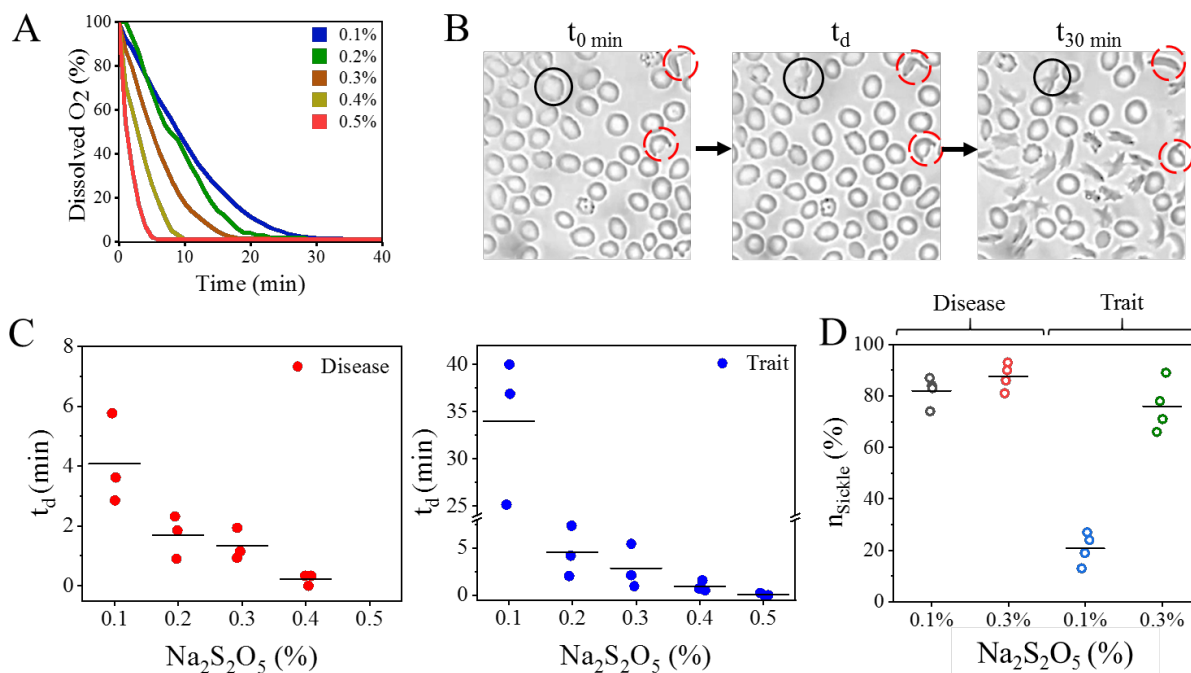 A
Dissolved O₂ (%)
100
80
60
40
20
0
0 10 20 30 40
Time (min)
0.1%
0.2%
0.3%
0.4%
0.5%
B
t0 min
td
t30 min
C
td (min)
8
6
4
2
0
Disease
0.1 0.2 0.3 0.4 0.5
Na₂S₂O₅ (%)
td (min)
40
35
30
25
5
0
Trait
0.1 0.2 0.3 0.4 0.5
Na₂S₂O₅ (%)
D
Disease Trait
nSickle (%)
100
80
60
40
20
0
0.1% 0.3% 0.1% 0.3%
Na₂S₂O₅ (%)